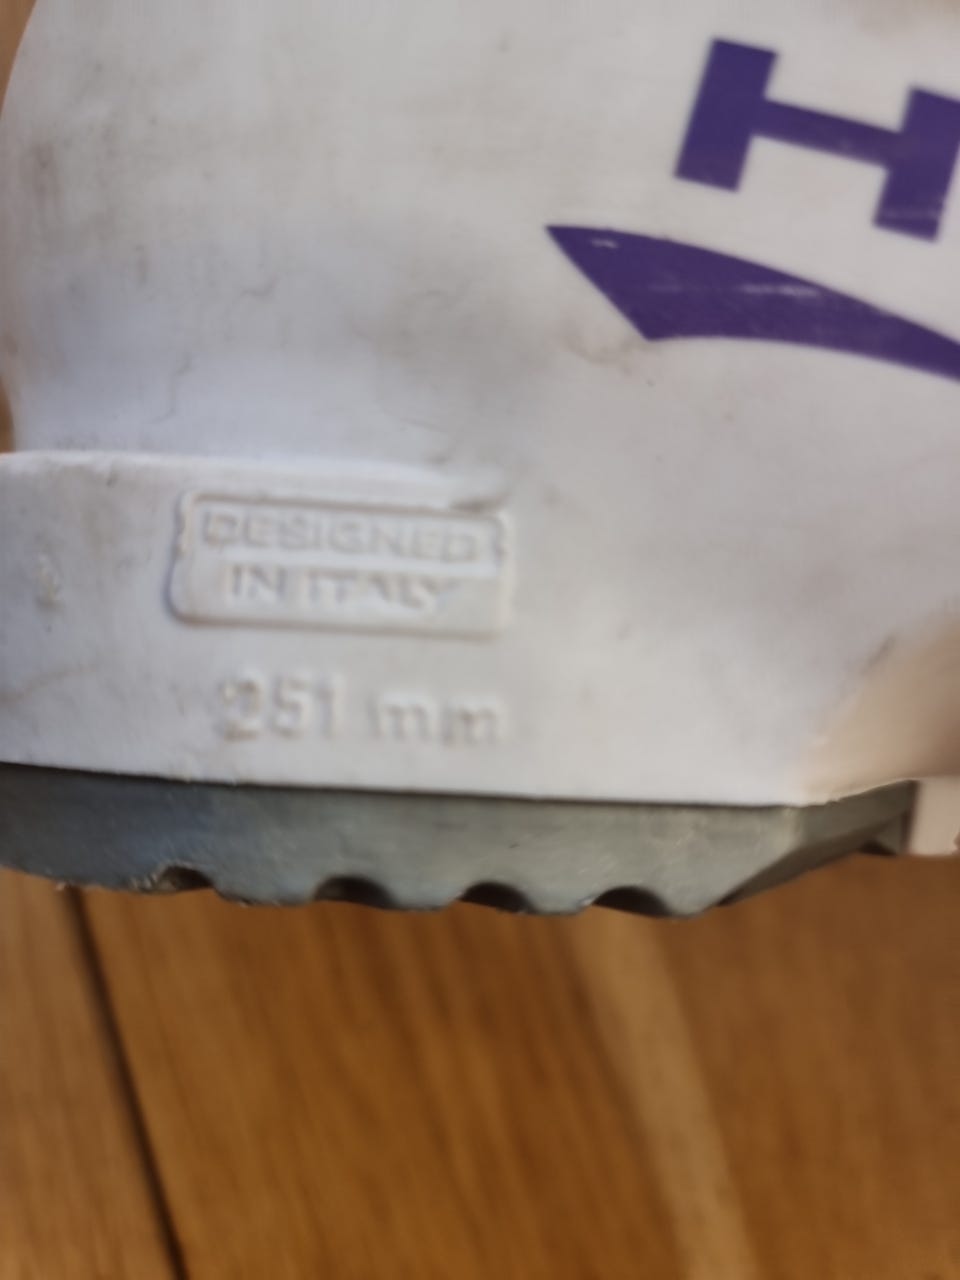 H
DESIGNED
IN ITALY
251 mm